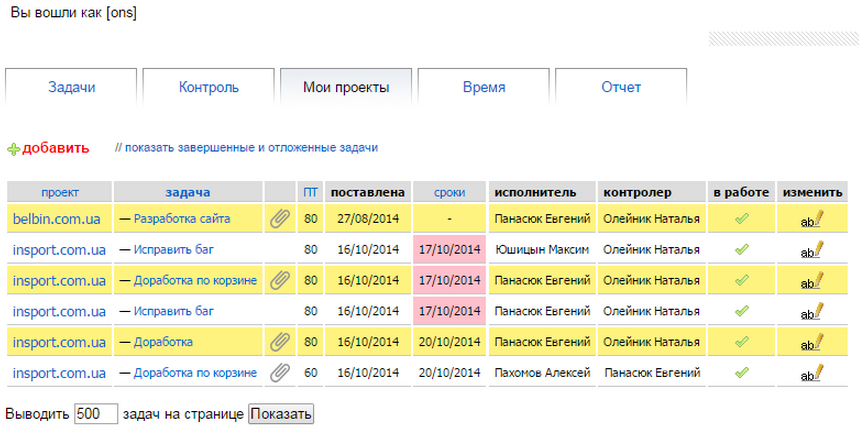 Вы вошли как [ons]
Задачи Контроль Мои проекты Время Отчет
добавить // показать завершенные и отложенные задачи
проект задача ПТ поставлена сроки исполнитель контролер в работе изменить
belbin.com.ua — Разработка сайта 80 27/08/2014 - Панасюк Евгений Олейник Наталья ab
insport.com.ua — Исправить баг 80 16/10/2014 17/10/2014 Юшицын Максим Олейник Наталья ab
insport.com.ua — Доработка по корзине 80 16/10/2014 17/10/2014 Панасюк Евгений Олейник Наталья ab
insport.com.ua — Исправить баг 80 16/10/2014 17/10/2014 Панасюк Евгений Олейник Наталья ab
insport.com.ua — Доработка 80 16/10/2014 20/10/2014 Панасюк Евгений Олейник Наталья ab
insport.com.ua — Доработка по корзине 60 16/10/2014 20/10/2014 Пахомов Алексей Панасюк Евгений ab
Выводить 500 задач на странице Показать